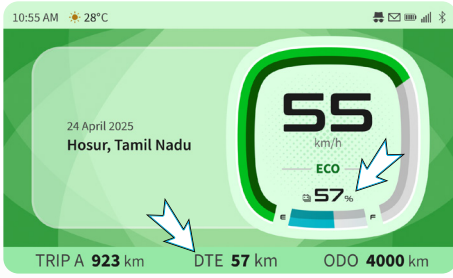 10:55 AM 28°C
24 April 2025
Hosur, Tamil Nadu
55
km/h
ECO
57%
E F
TRIP A 923 km DTE 57 km ODO 4000 km